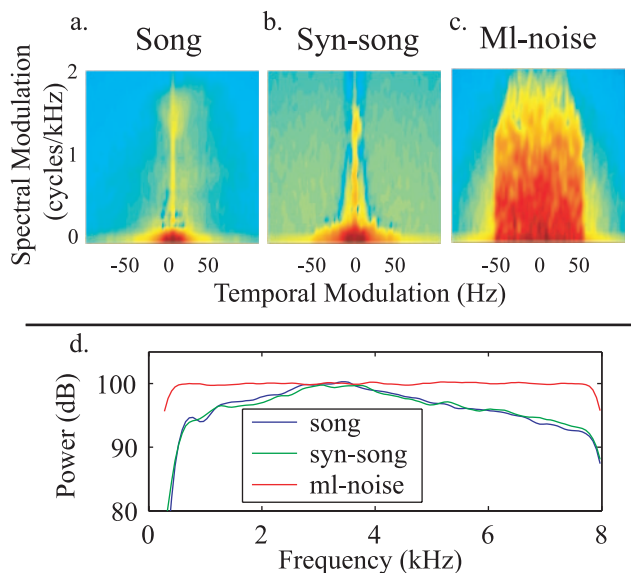 a. Song b. Syn-song c. Ml-noise
Spectral Modulation
(cycles/kHz)
2
1
0
-50 0 50 -50 0 50 -50 0 50
Temporal Modulation (Hz)
d.
Power (dB)
100
90
80
song
syn-song
ml-noise
0 2 4 6 8
Frequency (kHz)